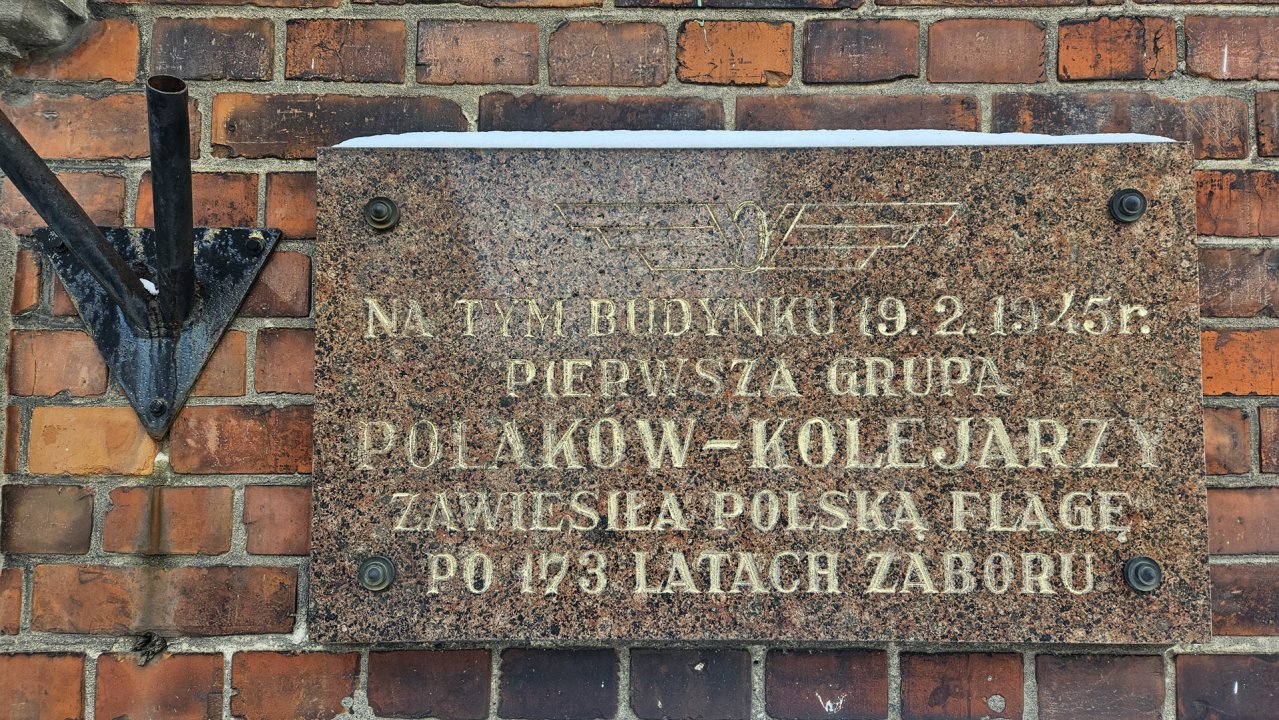 NA TYM BUDYNKU 19.2.1945r.
PIERWSZA GRUPA
POLAKÓW-KOLEJARZY
ZAWIESIŁA POLSKĄ FLAGĘ
PO 173 LATACH ZABORU